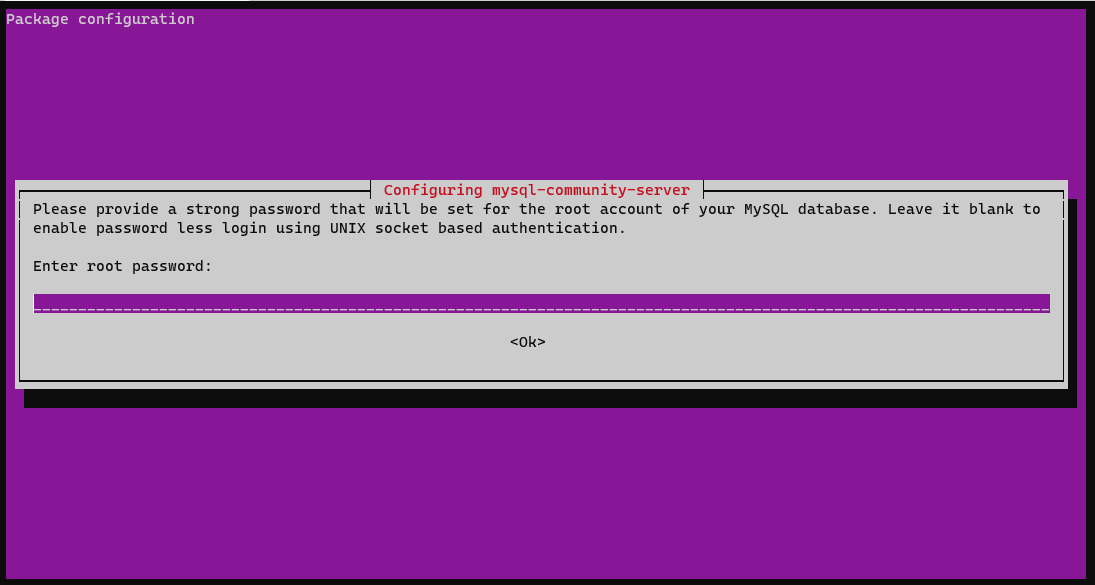 Package configuration
Configuring mysql-community-server
Please provide a strong password that will be set for the root account of your MySQL database. Leave it blank to
enable password less login using UNIX socket based authentication.
Enter root password:
<Ok>